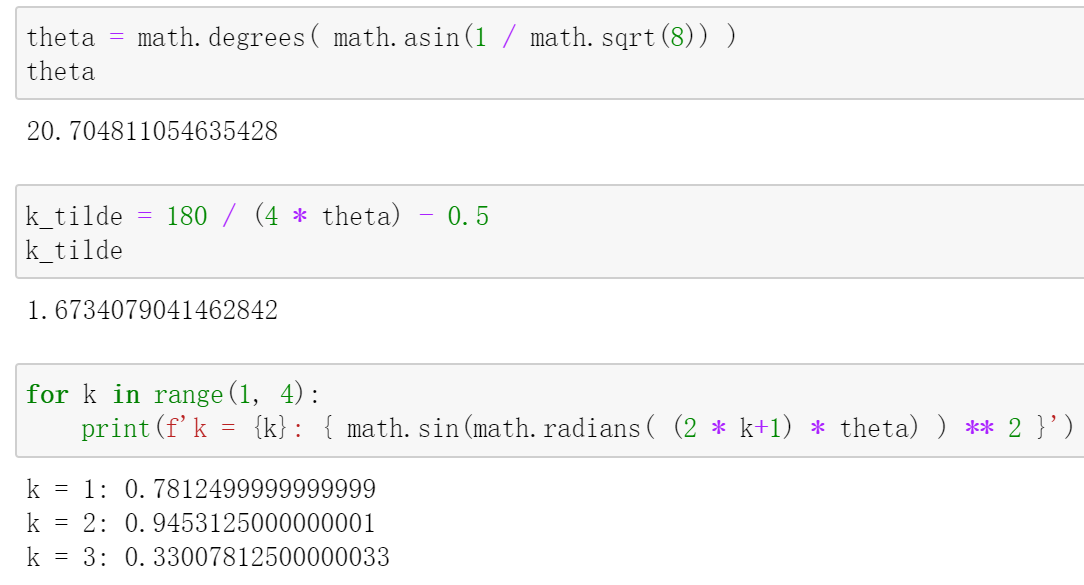 theta = math.degrees( math.asin(1 / math.sqrt(8)) )
theta
20.704811054635428
k_tilde = 180 / (4 * theta) - 0.5
k_tilde
1.6734079041462842
for k in range(1, 4):
    print(f'k = {k}: { math.sin(math.radians( (2 * k+1) * theta) ) ** 2 }')
k = 1: 0.7812499999999999
k = 2: 0.9453125000000001
k = 3: 0.33007812500000033